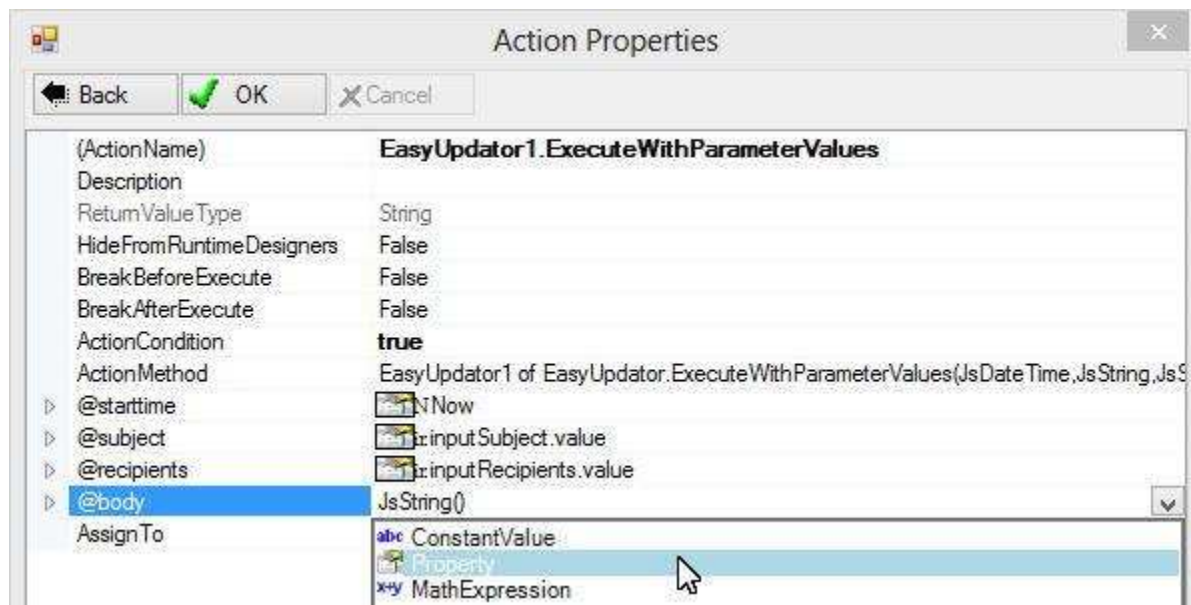 Action Properties
Back OK Cancel
(ActionName) EasyUpdator1.ExecuteWithParameterValues
Description
ReturnValueType String
HideFromRuntimeDesigners False
BreakBeforeExecute False
BreakAfterExecute False
ActionCondition true
ActionMethod EasyUpdator1 of EasyUpdator.ExecuteWithParameterValues(JsDateTime,JsString,JsS
@starttime Now
@subject inputSubject.value
@recipients inputRecipients.value
@body JsString()
AssignTo
abc ConstantValue
Property
x+y MathExpression